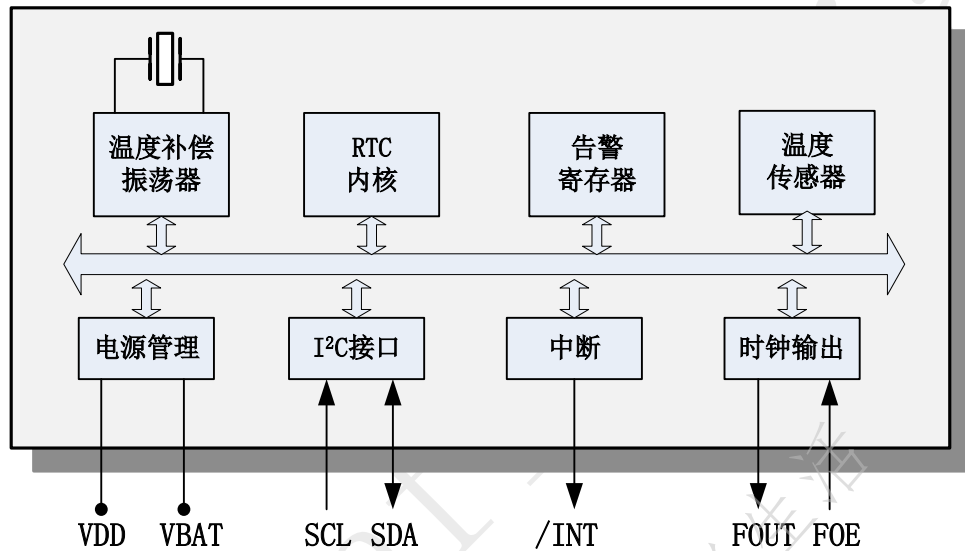 温度补偿
振荡器
RTC
内核
告警
寄存器
温度
传感器
电源管理
I²C接口
中断
时钟输出
VDD VBAT SCL SDA /INT FOUT FOE